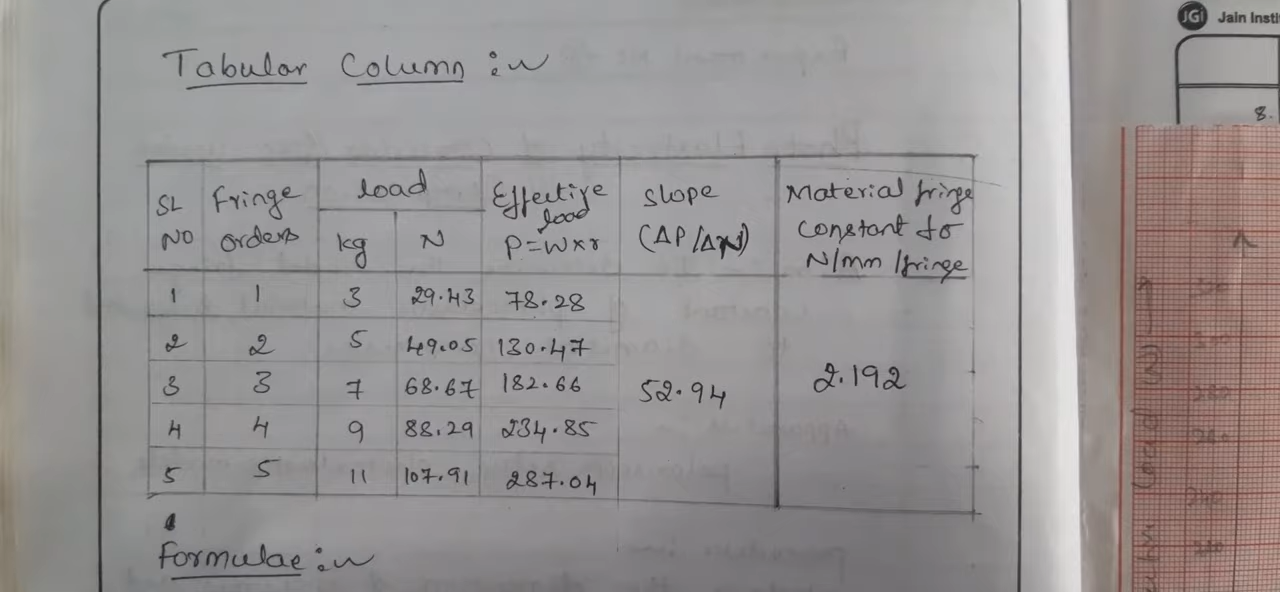 JGI Jain Insti
Tabular Column :~
8.
SL NO | Fringe orders | load kg | load N | Effective load P=W×r | Slope (ΔP/ΔN) | Material fringe constant fo N/mm /fringe
1 | 1 | 3 | 29.43 | 78.28
2 | 2 | 5 | 49.05 | 130.47
3 | 3 | 7 | 68.67 | 182.66 | 52.94 | 2.192
4 | 4 | 9 | 88.29 | 234.85
5 | 5 | 11 | 107.91 | 287.04
Formulae :~